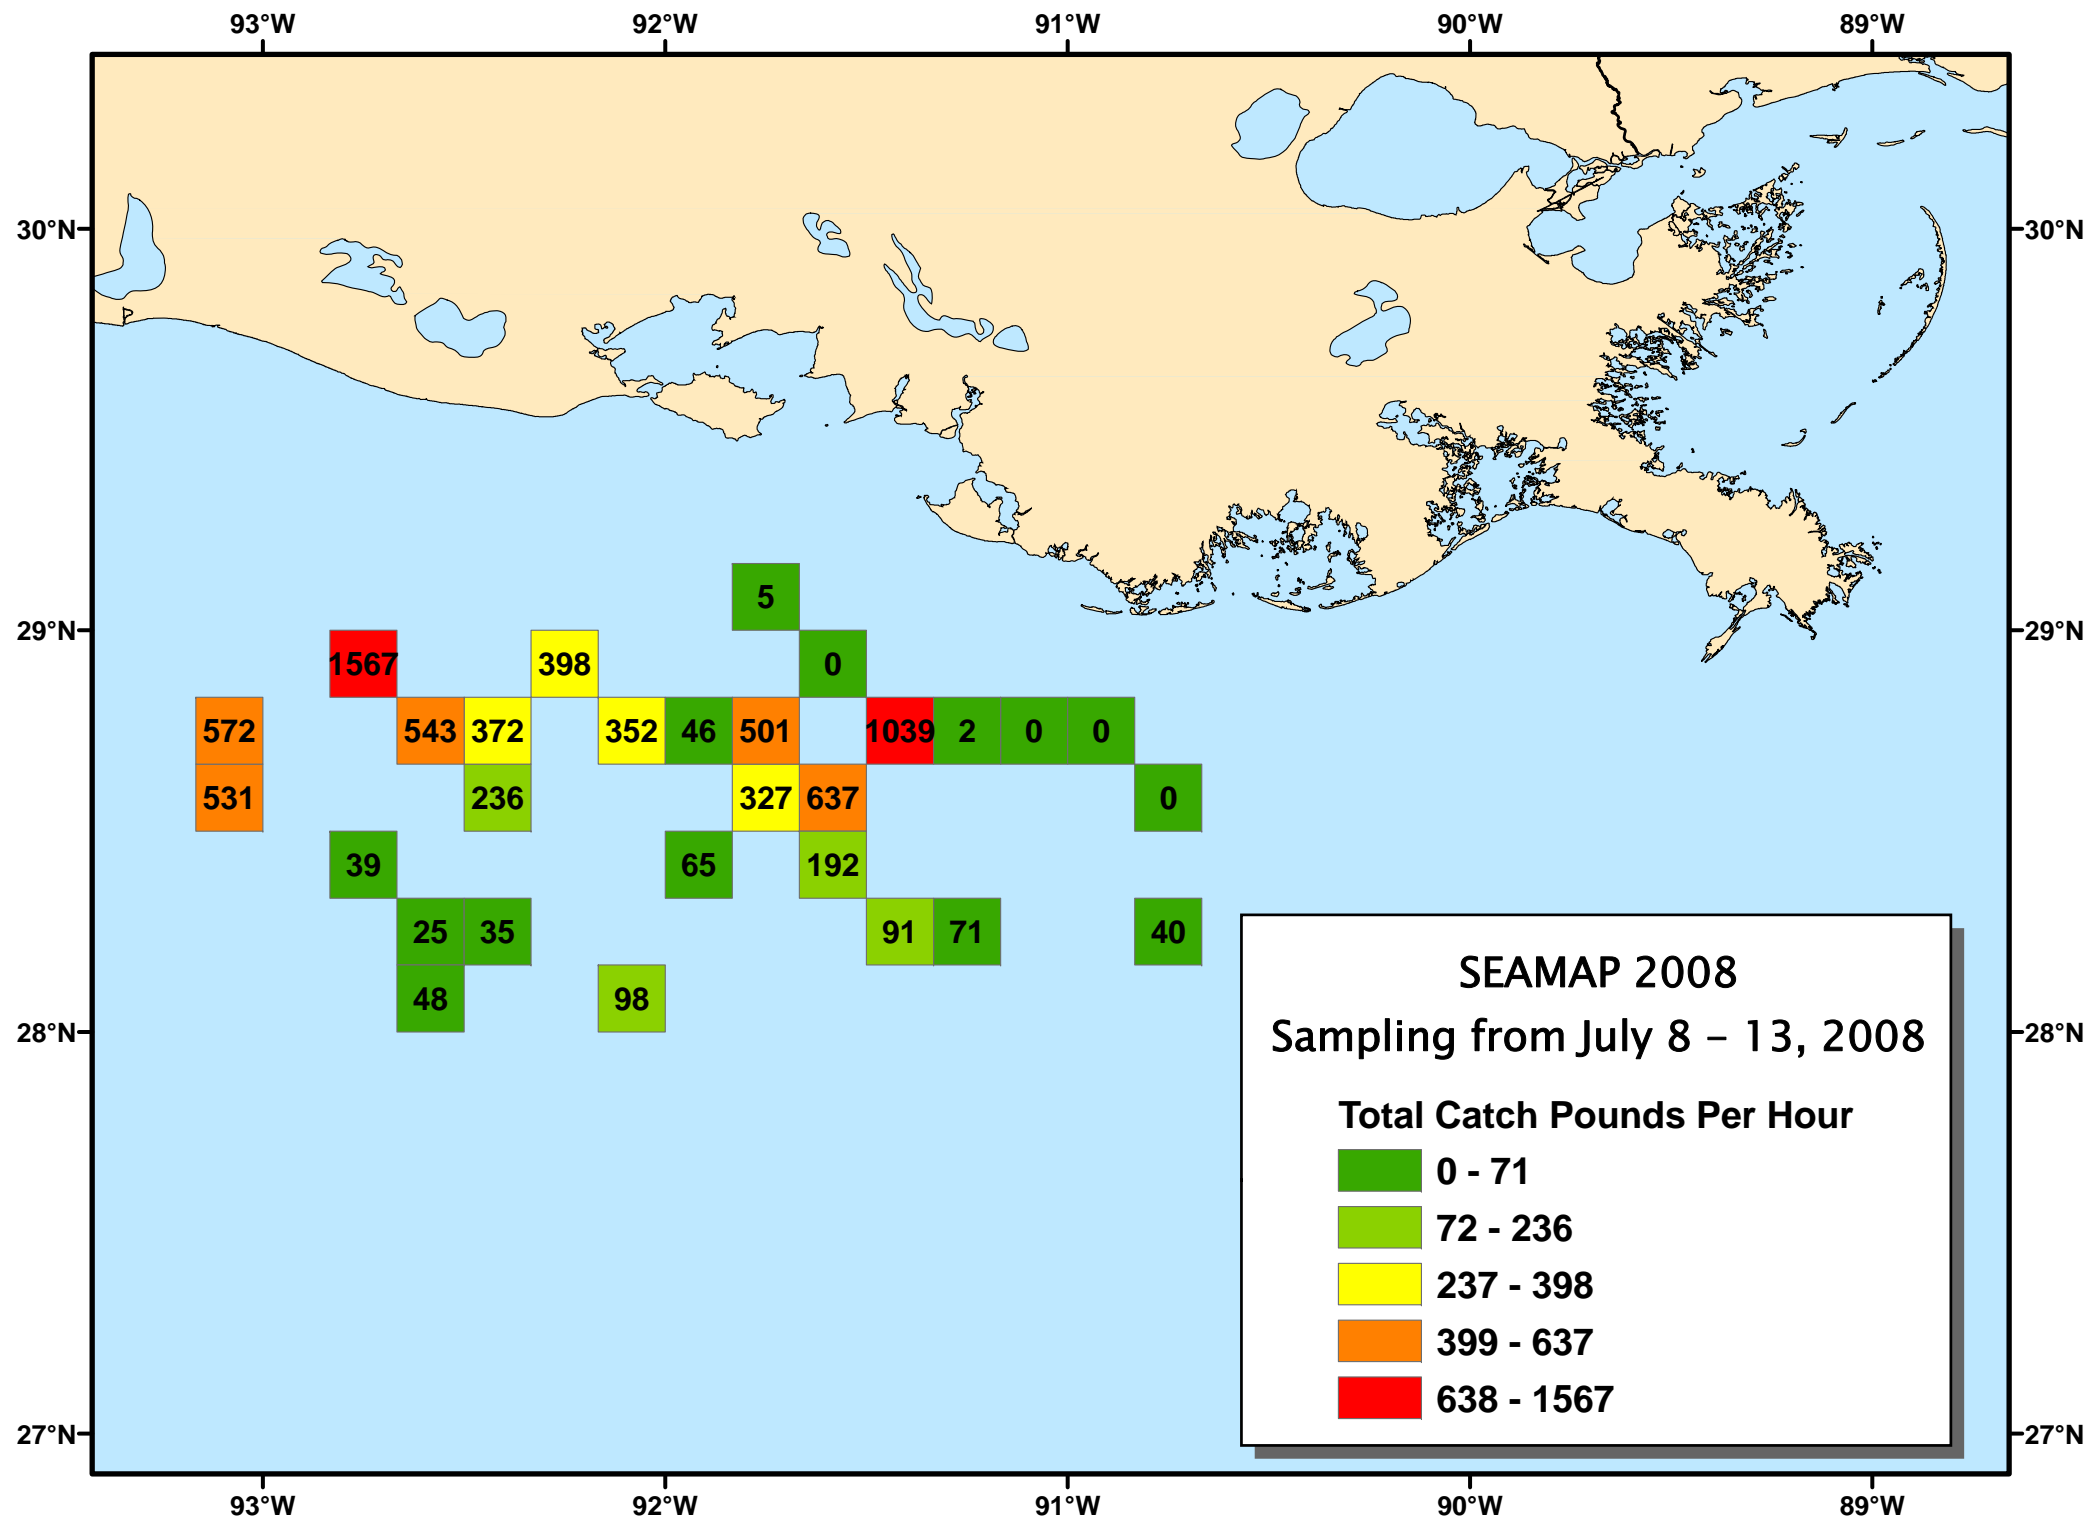 93°W 92°W 91°W 90°W 89°W
30°N 30°N
5
29°N 29°N
1567 398 0
572 543 372 352 46 501 1039 2 0 0
531 236 327 637 0
39 65 192
25 35 91 71 40
48 98
SEAMAP 2008
Sampling from July 8 – 13, 2008
28°N 28°N
Total Catch Pounds Per Hour
0 - 71
72 - 236
237 - 398
399 - 637
638 - 1567
27°N 27°N
93°W 92°W 91°W 90°W 89°W